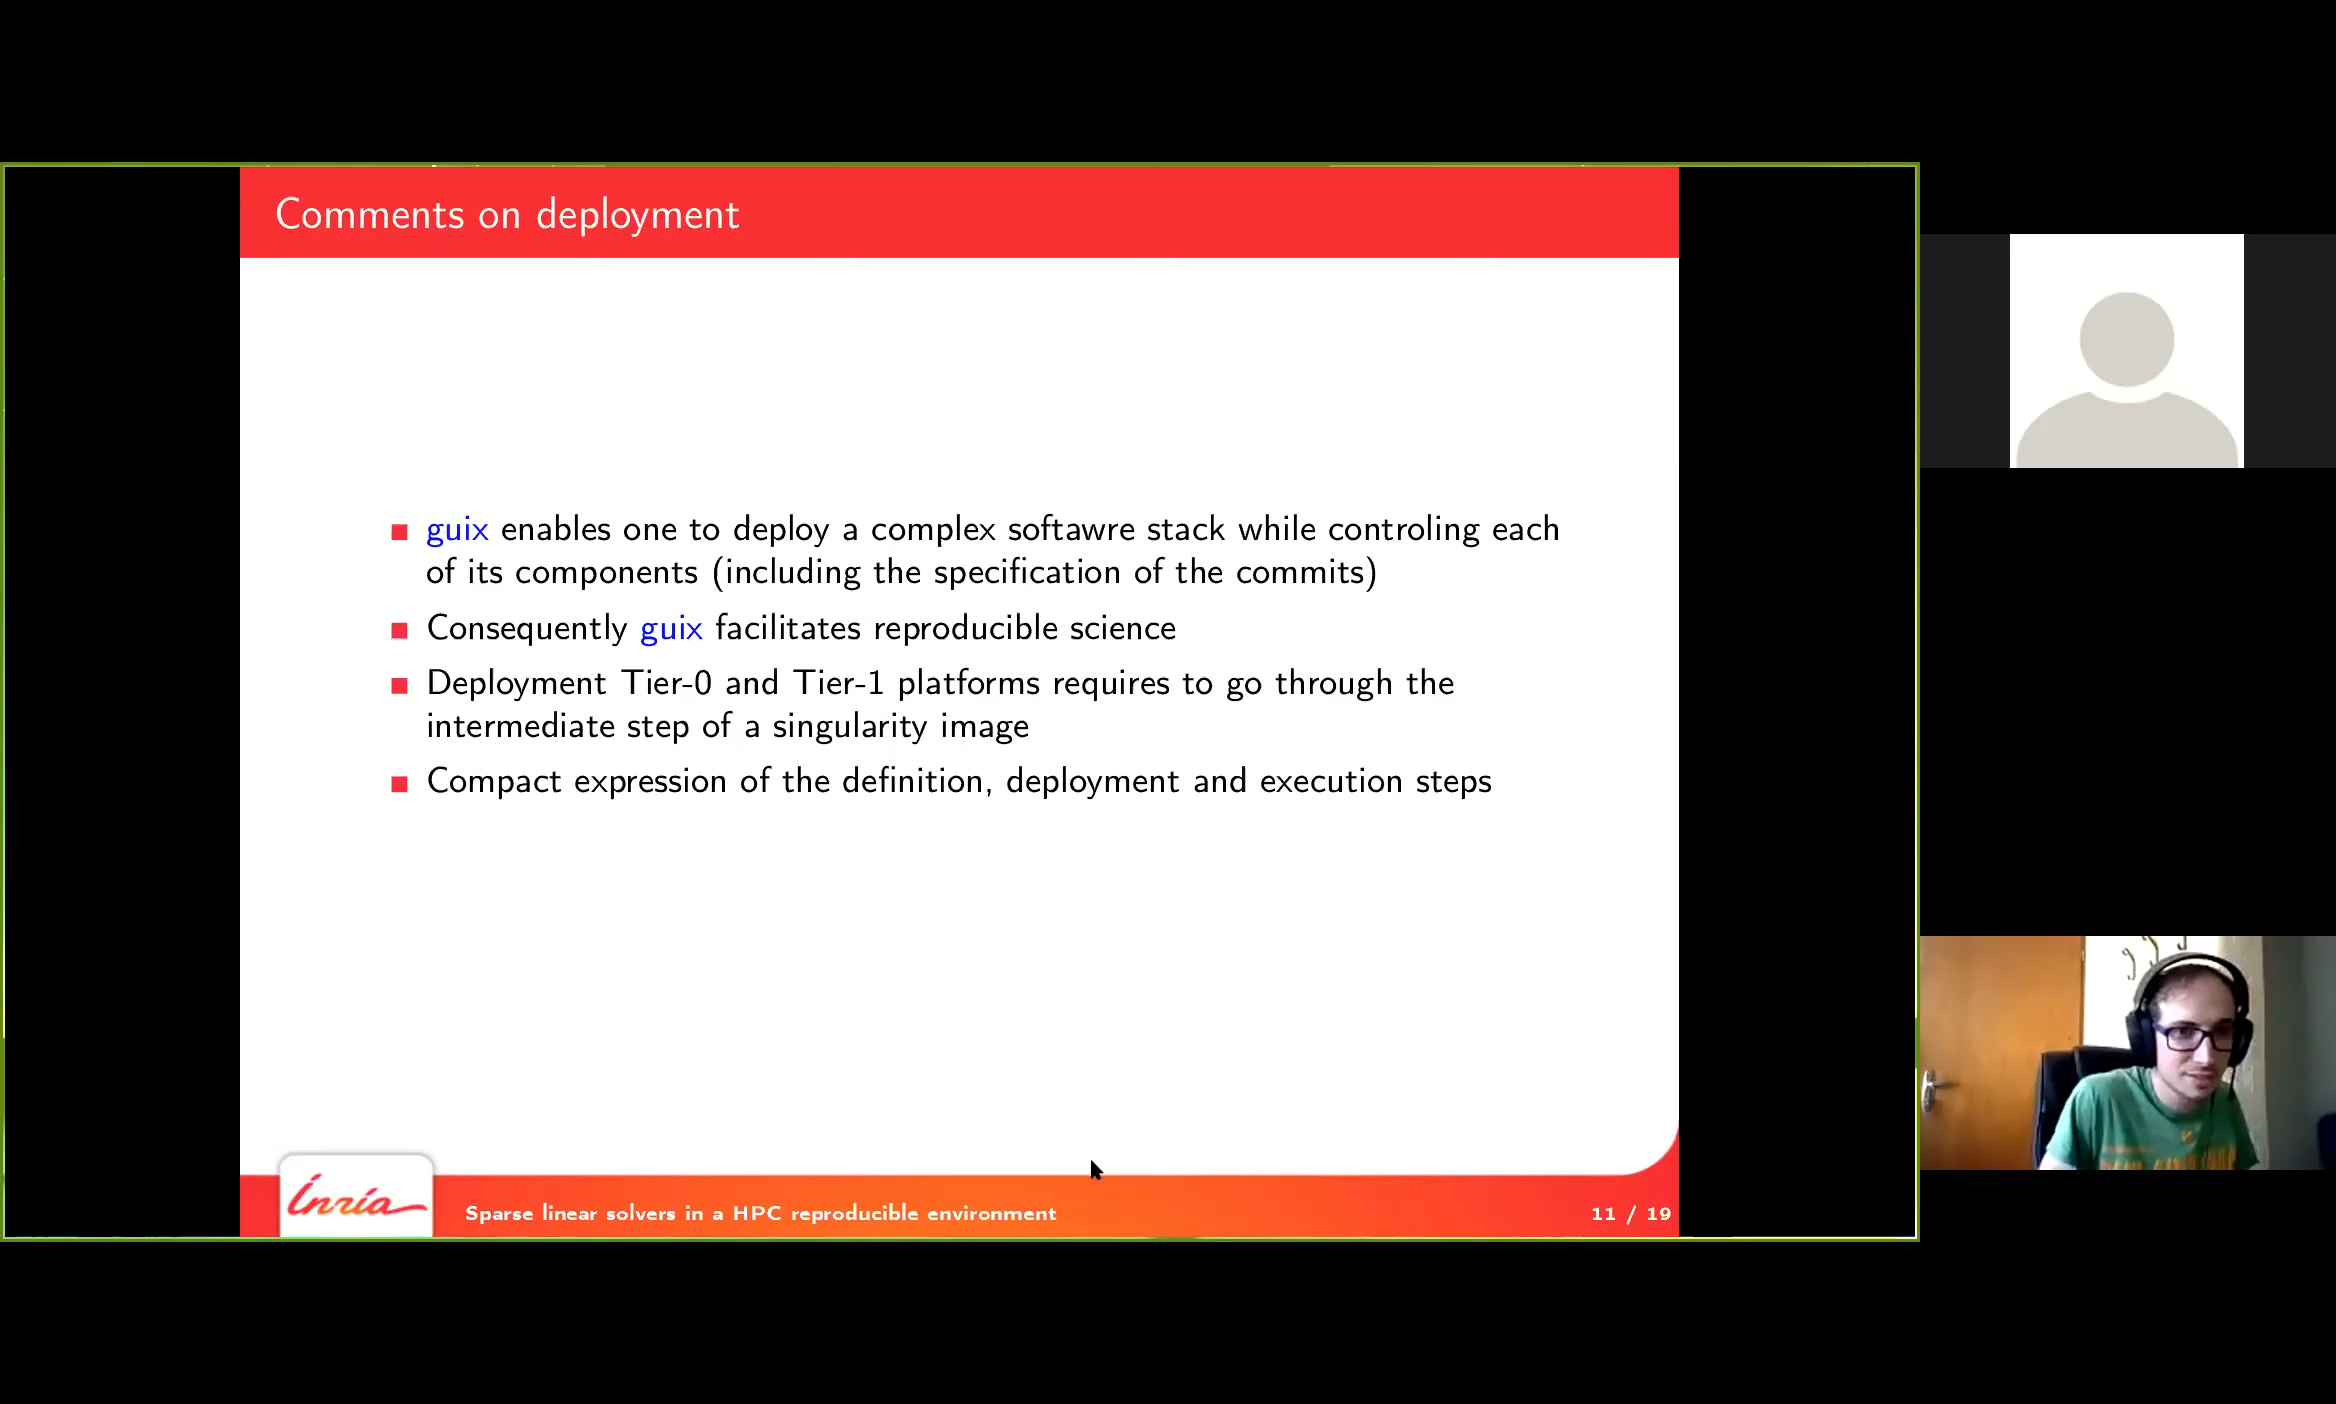 Comments on deployment
guix enables one to deploy a complex softawre stack while controling each
of its components (including the specification of the commits)
Consequently guix facilitates reproducible science
Deployment Tier-0 and Tier-1 platforms requires to go through the
intermediate step of a singularity image
Compact expression of the definition, deployment and execution steps
Inria
Sparse linear solvers in a HPC reproducible environment
11 / 19